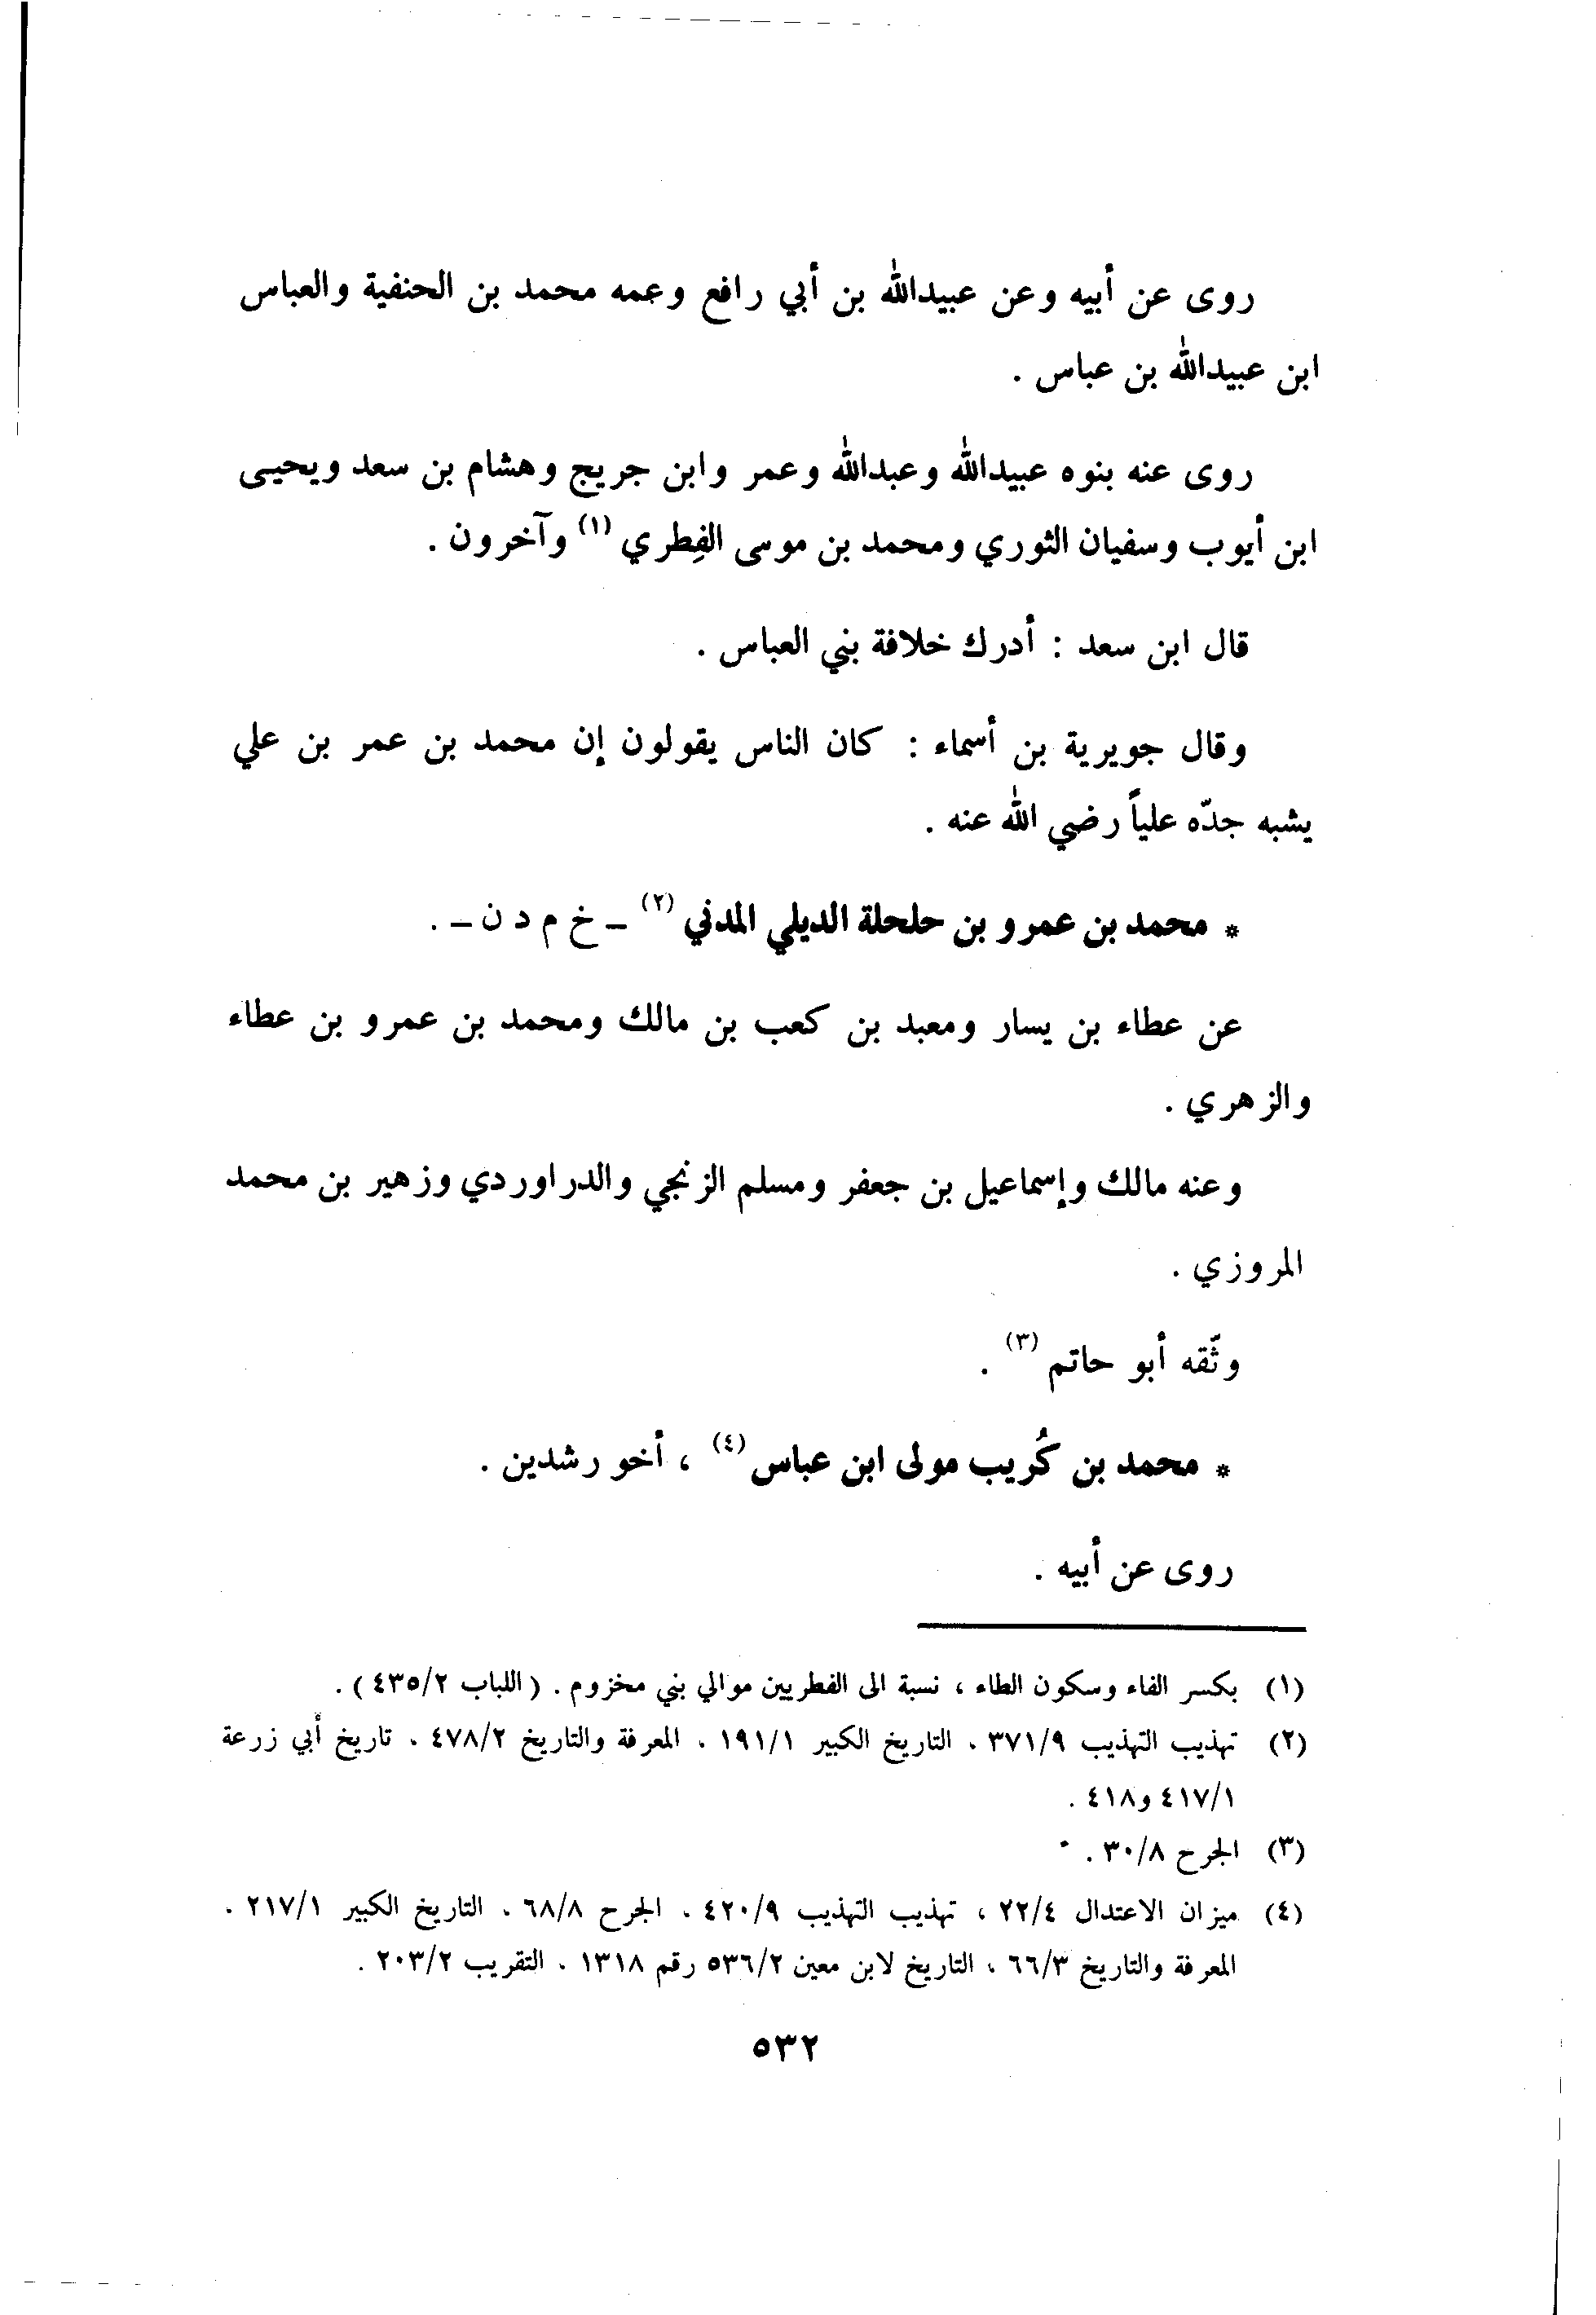 روى عن أبيه وعن عبيدالله بن أبي رافع وعمه محمد بن الحنفية والعباس
ابن عبيدالله بن عباس .
روى عنه بنوه عبيدالله وعبدالله وعمر وابن جريج وهشام بن سعد ويحيى
ابن أيوب وسفيان الثوري ومحمد بن موسى الفِطري (١) وآخرون .
قال ابن سعد : أدرك خلافة بني العباس .
وقال جويرية بن أسماء : كان الناس يقولون إن محمد بن عمر بن علي
يشبه جدّه علياً رضي الله عنه .
* محمد بن عمرو بن حلحلة الديلي المدني (٢) ـ خ م د ن ـ .
عن عطاء بن يسار ومعبد بن كعب بن مالك ومحمد بن عمرو بن عطاء
والزهري .
وعنه مالك وإسماعيل بن جعفر ومسلم الزنجي والدراوردي وزهير بن محمد
المروزي .
وثّقه أبو حاتم (٣) .
* محمد بن كُريب مولى ابن عباس (٤) ، أخو رشدين .
روى عن أبيه .
(١) بكسر الفاء وسكون الطاء ، نسبة الى الفطريين موالي بني مخزوم . ( اللباب ٤٣٥/٢ ) .
(٢) تهذيب التهذيب ٣٧١/٩ . التاريخ الكبير ١٩١/١ . المعرفة والتاريخ ٤٧٨/٢ . تاريخ أبي زرعة
٤١٧/١ و٤١٨ .
(٣) الجرح ٣٠/٨ .
(٤) ميزان الاعتدال ٢٢/٤ ، تهذيب التهذيب ٤٢٠/٩ . الجرح ٦٨/٨ . التاريخ الكبير ٢١٧/١ .
المعرفة والتاريخ ٦٦/٣ ، التاريخ لابن معين ٥٣٦/٢ رقم ١٣١٨ . التقريب ٢٠٣/٢ .
٥٣٢